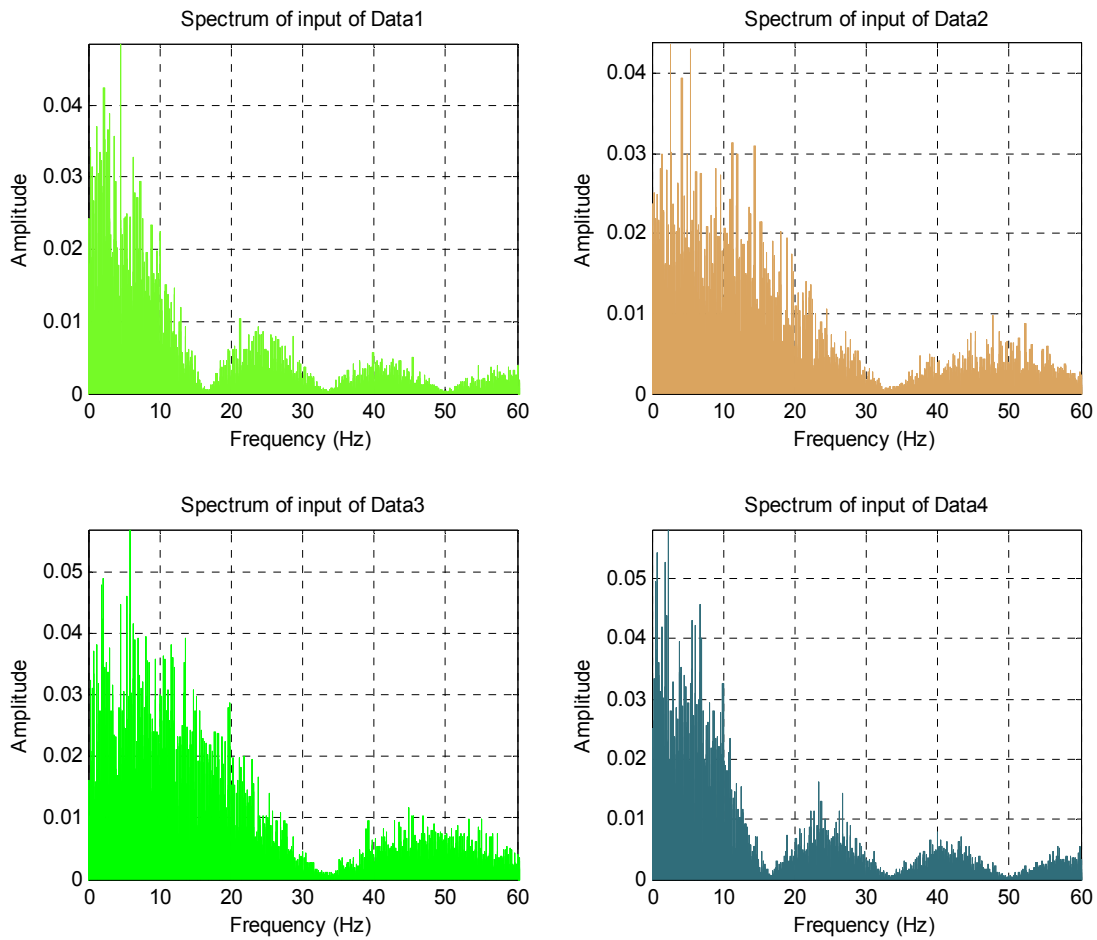 Spectrum of input of Data1
Amplitude
0.04
0.03
0.02
0.01
0
0 10 20 30 40 50 60
Frequency (Hz)
Spectrum of input of Data2
Amplitude
0.04
0.03
0.02
0.01
0
0 10 20 30 40 50 60
Frequency (Hz)
Spectrum of input of Data3
Amplitude
0.05
0.04
0.03
0.02
0.01
0
0 10 20 30 40 50 60
Frequency (Hz)
Spectrum of input of Data4
Amplitude
0.05
0.04
0.03
0.02
0.01
0
0 10 20 30 40 50 60
Frequency (Hz)